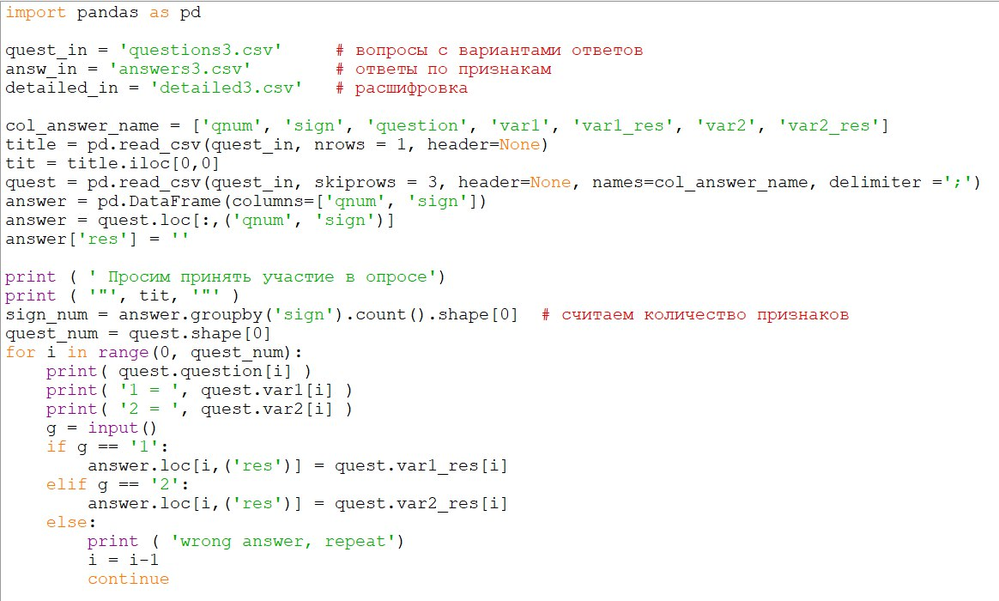 import pandas as pd
quest_in = 'questions3.csv'     # вопросы с вариантами ответов
answ_in = 'answers3.csv'        # ответы по признакам
detailed_in = 'detailed3.csv'   # расшифровка
col_answer_name = ['qnum', 'sign', 'question', 'var1', 'var1_res', 'var2', 'var2_res']
title = pd.read_csv(quest_in, nrows = 1, header=None)
tit = title.iloc[0,0]
quest = pd.read_csv(quest_in, skiprows = 3, header=None, names=col_answer_name, delimiter =';')
answer = pd.DataFrame(columns=['qnum', 'sign'])
answer = quest.loc[:,('qnum', 'sign')]
answer['res'] = ''
print ( ' Просим принять участие в опросе')
print ( '"', tit, '"' )
sign_num = answer.groupby('sign').count().shape[0]  # считаем количество признаков
quest_num = quest.shape[0]
for i in range(0, quest_num):
    print( quest.question[i] )
    print( '1 = ', quest.var1[i] )
    print( '2 = ', quest.var2[i] )
    g = input()
    if g == '1':
        answer.loc[i,('res')] = quest.var1_res[i]
    elif g == '2':
        answer.loc[i,('res')] = quest.var2_res[i]
    else:
        print ( 'wrong answer, repeat')
        i = i-1
        continue